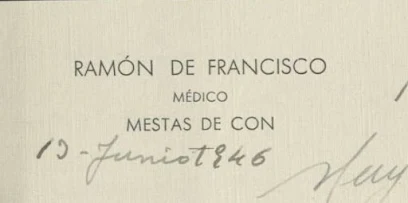 RAMÓN DE FRANCISCO
MÉDICO
MESTAS DE CON
13-Junio 1946